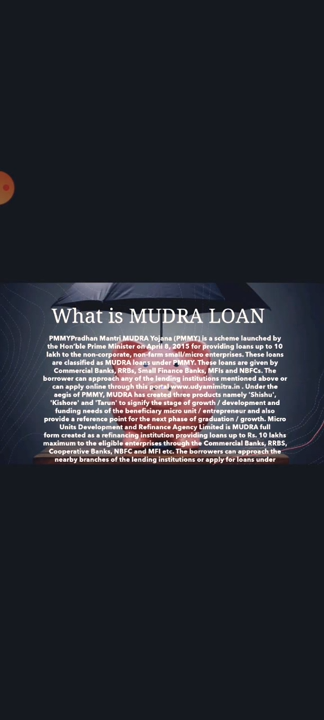 What is MUDRA LOAN
PMMYPradhan Mantri MUDRA Yojana (PMMY) is a scheme launched by
the Hon'ble Prime Minister on April 8, 2015 for providing loans up to 10
lakh to the non-corporate, non-farm small/micro enterprises. These loans
are classified as MUDRA loans under PMMY. These loans are given by
Commercial Banks, RRBs, Small Finance Banks, MFIs and NBFCs. The
borrower can approach any of the lending institutions mentioned above or
can apply online through this portal www.udyamimitra.in . Under the
aegis of PMMY, MUDRA has created three products namely 'Shishu',
'Kishore' and 'Tarun' to signify the stage of growth / development and
funding needs of the beneficiary micro unit / entrepreneur and also
provide a reference point for the next phase of graduation / growth. Micro
Units Development and Refinance Agency Limited is MUDRA full
form created as a refinancing institution providing loans up to Rs. 10 lakhs
maximum to the eligible enterprises through the Commercial Banks, RRBS,
Cooperative Banks, NBFC and MFI etc. The borrowers can approach the
nearby branches of the lending institutions or apply for loans under